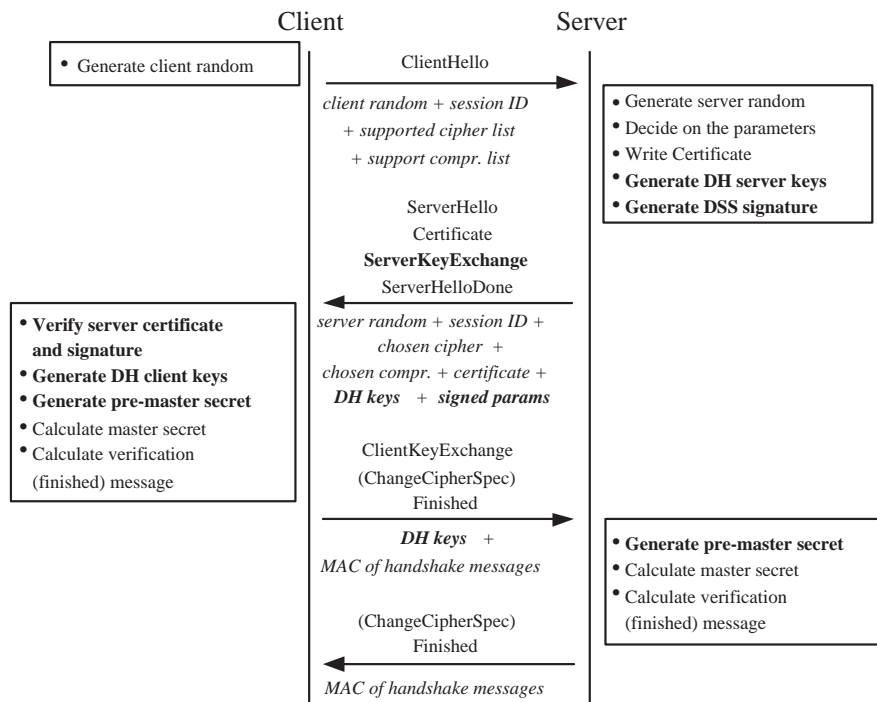 Client
Server
• Generate client random
ClientHello
client random + session ID
+ supported cipher list
+ support compr. list
• Generate server random
• Decide on the parameters
• Write Certificate
• Generate DH server keys
• Generate DSS signature
ServerHello
Certificate
ServerKeyExchange
ServerHelloDone
server random + session ID +
chosen cipher +
chosen compr. + certificate +
DH keys + signed params
• Verify server certificate
and signature
• Generate DH client keys
• Generate pre-master secret
• Calculate master secret
• Calculate verification
(finished) message
ClientKeyExchange
(ChangeCipherSpec)
Finished
DH keys +
MAC of handshake messages
• Generate pre-master secret
• Calculate master secret
• Calculate verification
(finished) message
(ChangeCipherSpec)
Finished
MAC of handshake messages